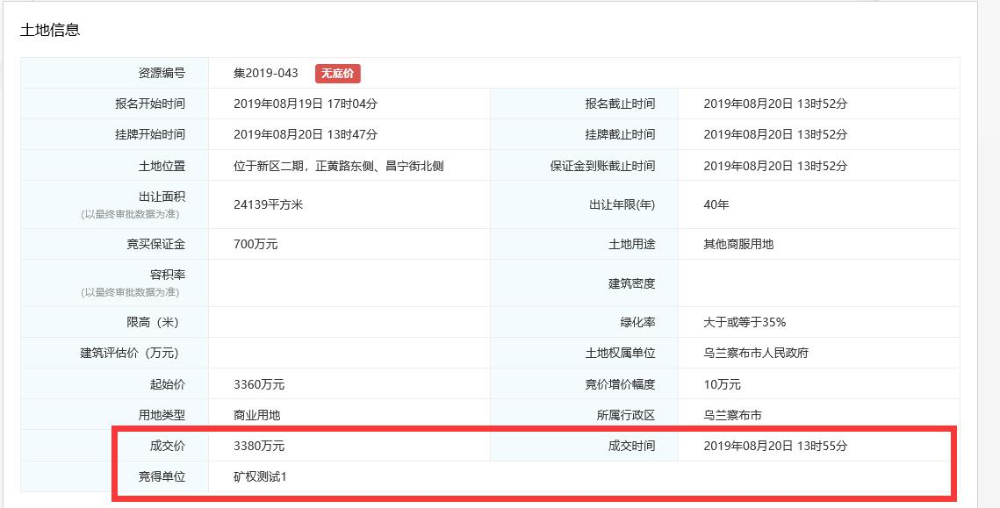 土地信息
资源编号 集2019-043 无底价
报名开始时间 2019年08月19日 17时04分 报名截止时间 2019年08月20日 13时52分
挂牌开始时间 2019年08月20日 13时47分 挂牌截止时间 2019年08月20日 13时52分
土地位置 位于新区二期，正黄路东侧、昌宁街北侧 保证金到账截止时间 2019年08月20日 13时52分
出让面积
(以最终审批数据为准)
24139平方米 出让年限(年) 40年
竞买保证金 700万元 土地用途 其他商服用地
容积率
(以最终审批数据为准)
建筑密度
限高（米） 绿化率 大于或等于35%
建筑评估价（万元） 土地权属单位 乌兰察布市人民政府
起始价 3360万元 竞价增价幅度 10万元
用地类型 商业用地 所属行政区 乌兰察布市
成交价 3380万元 成交时间 2019年08月20日 13时55分
竞得单位 矿权测试1